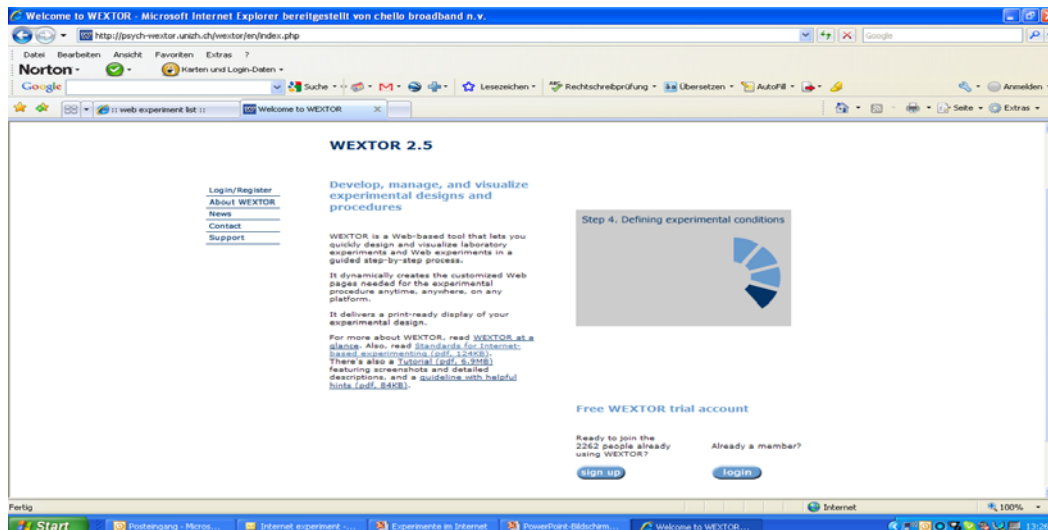 Welcome to WEXTOR - Microsoft Internet Explorer bereitgestellt von chello broadband n.v.
http://psych-wextor.unizh.ch/wextor/en/index.php
Google
Datei Bearbeiten Ansicht Favoriten Extras ?
Norton
Karten und Login-Daten
Google
Suche
Lesezeichen
Rechtschreibprüfung
Übersetzen
AutoFill
Anmelden
:: web experiment list ::
Welcome to WEXTOR
Seite
Extras
WEXTOR 2.5
Login/Register
About WEXTOR
News
Contact
Support
Develop, manage, and visualize
experimental designs and
procedures
WEXTOR is a Web-based tool that lets you
quickly design and visualize laboratory
experiments and Web experiments in a
guided step-by-step process.
It dynamically creates the customized Web
pages needed for the experimental
procedure anytime, anywhere, on any
platform.
It delivers a print-ready display of your
experimental design.
For more about WEXTOR, read WEXTOR at a
glance. Also, read Standards for Internet-
based experimenting (pdf, 124KB).
There's also a Tutorial (pdf, 6.9MB)
featuring screenshots and detailed
descriptions, and a guideline with helpful
hints (pdf, 84KB).
Step 4. Defining experimental conditions
Free WEXTOR trial account
Ready to join the
2262 people already
using WEXTOR?
sign up
Already a member?
login
Fertig
Internet
100%
Start
Posteingang - Micros...
Internet experiment -...
Experimente im Internet
PowerPoint-Bildschirm...
Welcome to WEXTOR...
13:26